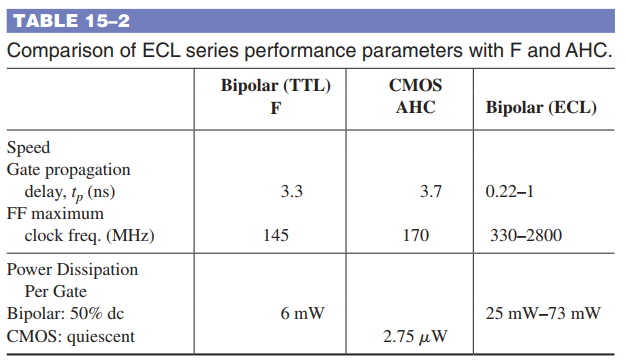 TABLE 15–2
Comparison of ECL series performance parameters with F and AHC.
Bipolar (TTL) CMOS
F AHC Bipolar (ECL)
Speed
Gate propagation
delay, tp (ns) 3.3 3.7 0.22–1
FF maximum
clock freq. (MHz) 145 170 330–2800
Power Dissipation
Per Gate
Bipolar: 50% dc 6 mW 25 mW–73 mW
CMOS: quiescent 2.75 μW